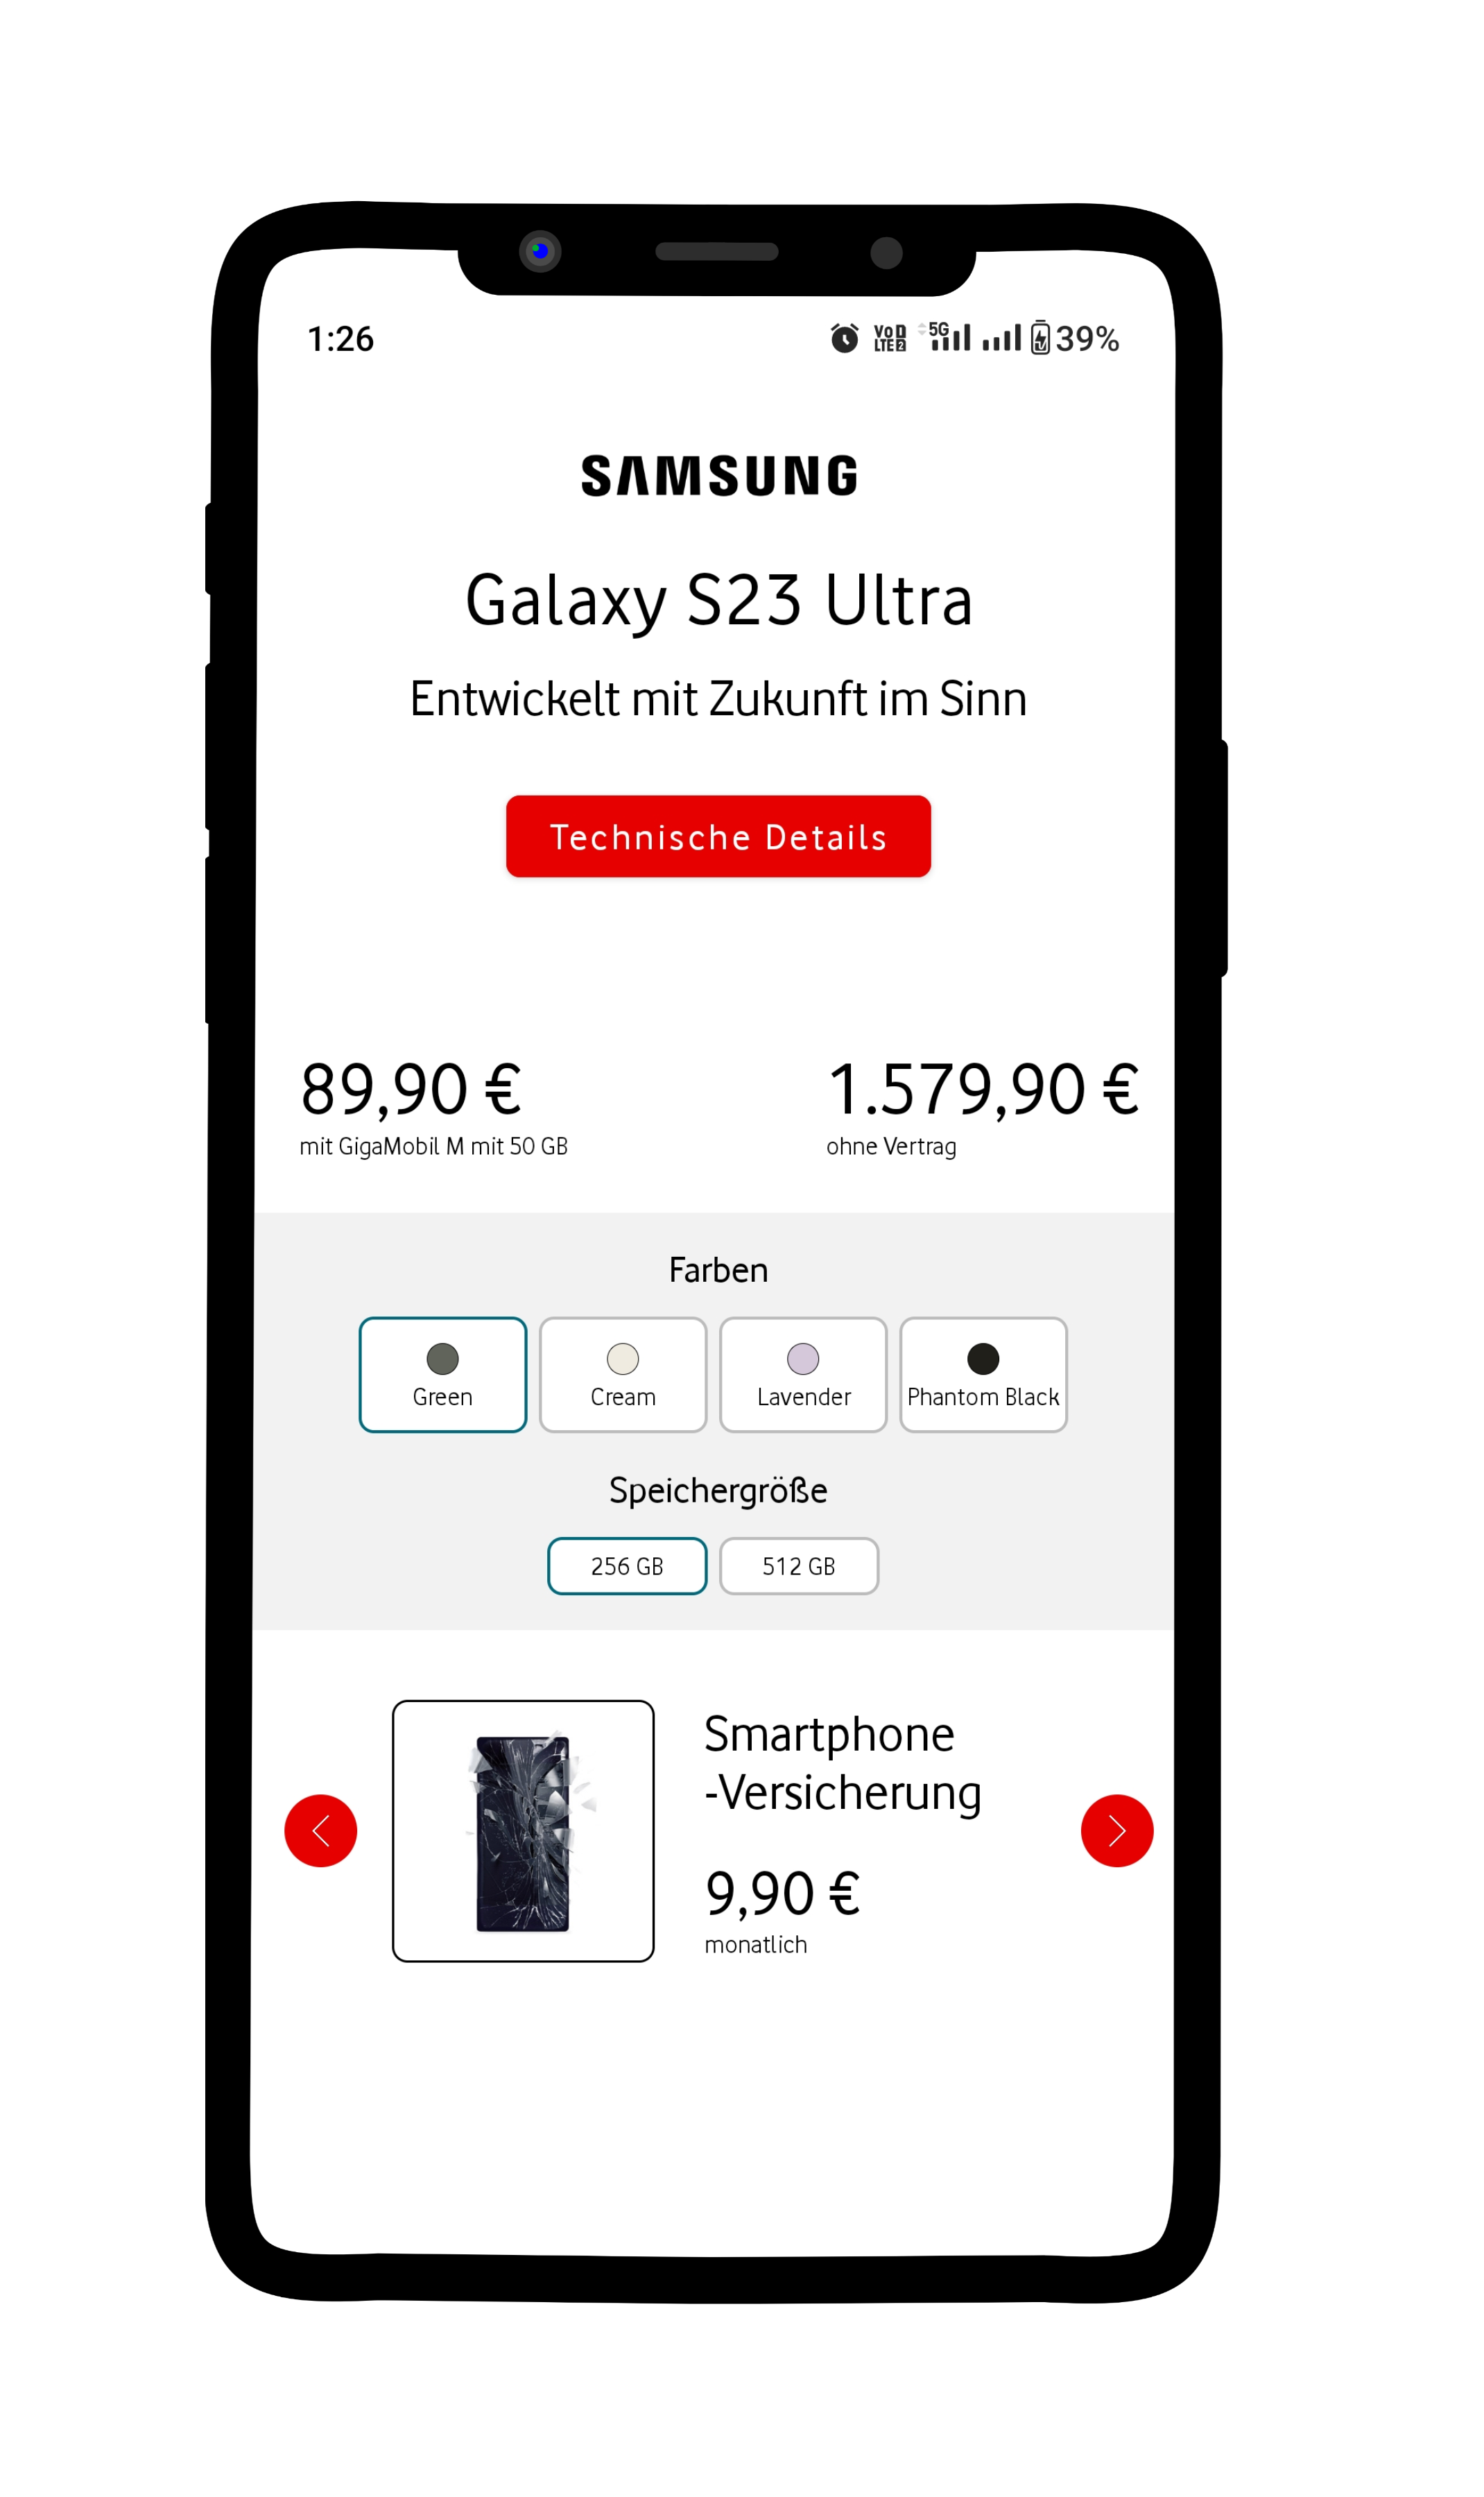 1:26
VoD LTE 2 5G 39%
SAMSUNG
Galaxy S23 Ultra
Entwickelt mit Zukunft im Sinn
Technische Details
89,90 € 1.579,90 €
mit GigaMobil M mit 50 GB ohne Vertrag
Farben
Green Cream Lavender Phantom Black
Speichergröße
256 GB 512 GB
Smartphone
-Versicherung
9,90 €
monatlich